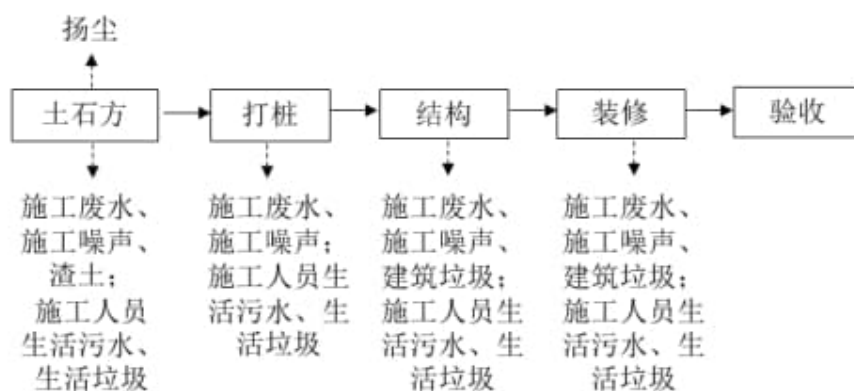 扬尘
土石方
打桩
结构
装修
验收
施工废水、
施工噪声、
渣土；
施工人员
生活污水、
生活垃圾
施工废水、
施工噪声；
施工人员生
活污水、生
活垃圾
施工废水、
施工噪声、
建筑垃圾；
施工人员生
活污水、生
活垃圾
施工废水、
施工噪声、
建筑垃圾；
施工人员生
活污水、生
活垃圾